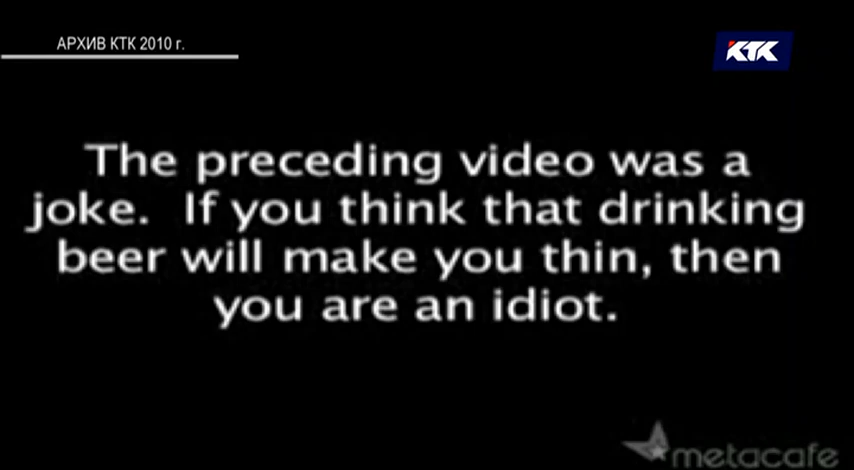 АРХИВ КТК 2010 г.
КТК
The preceding video was a
joke. If you think that drinking
beer will make you thin, then
you are an idiot.
metacafe